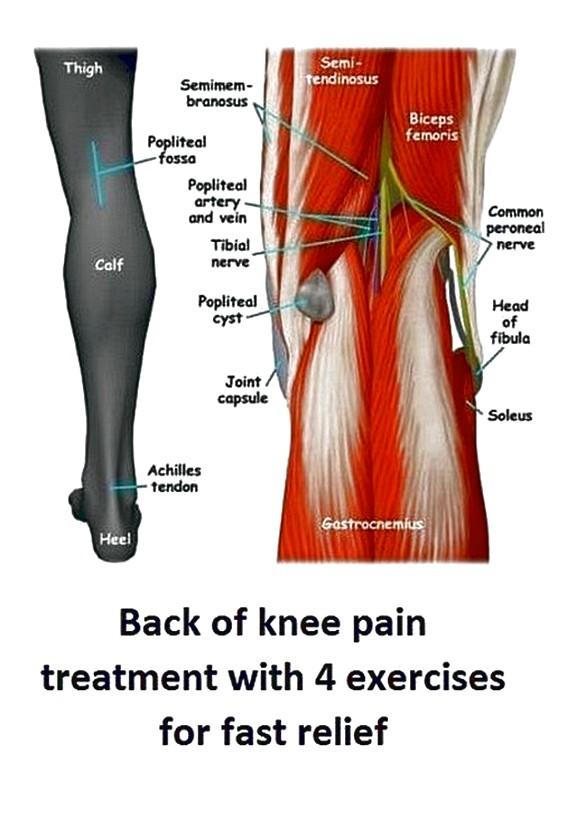 Thigh
Popliteal
fossa
Calf
Achilles
tendon
Heel
Semi-
tendinosus
Semimem-
branosus
Biceps
femoris
Popliteal
artery
and vein
Tibial
nerve
Common
peroneal
nerve
Popliteal
cyst
Head
of
fibula
Joint
capsule
Soleus
Gastrocnemius
Back of knee pain
treatment with 4 exercises
for fast relief